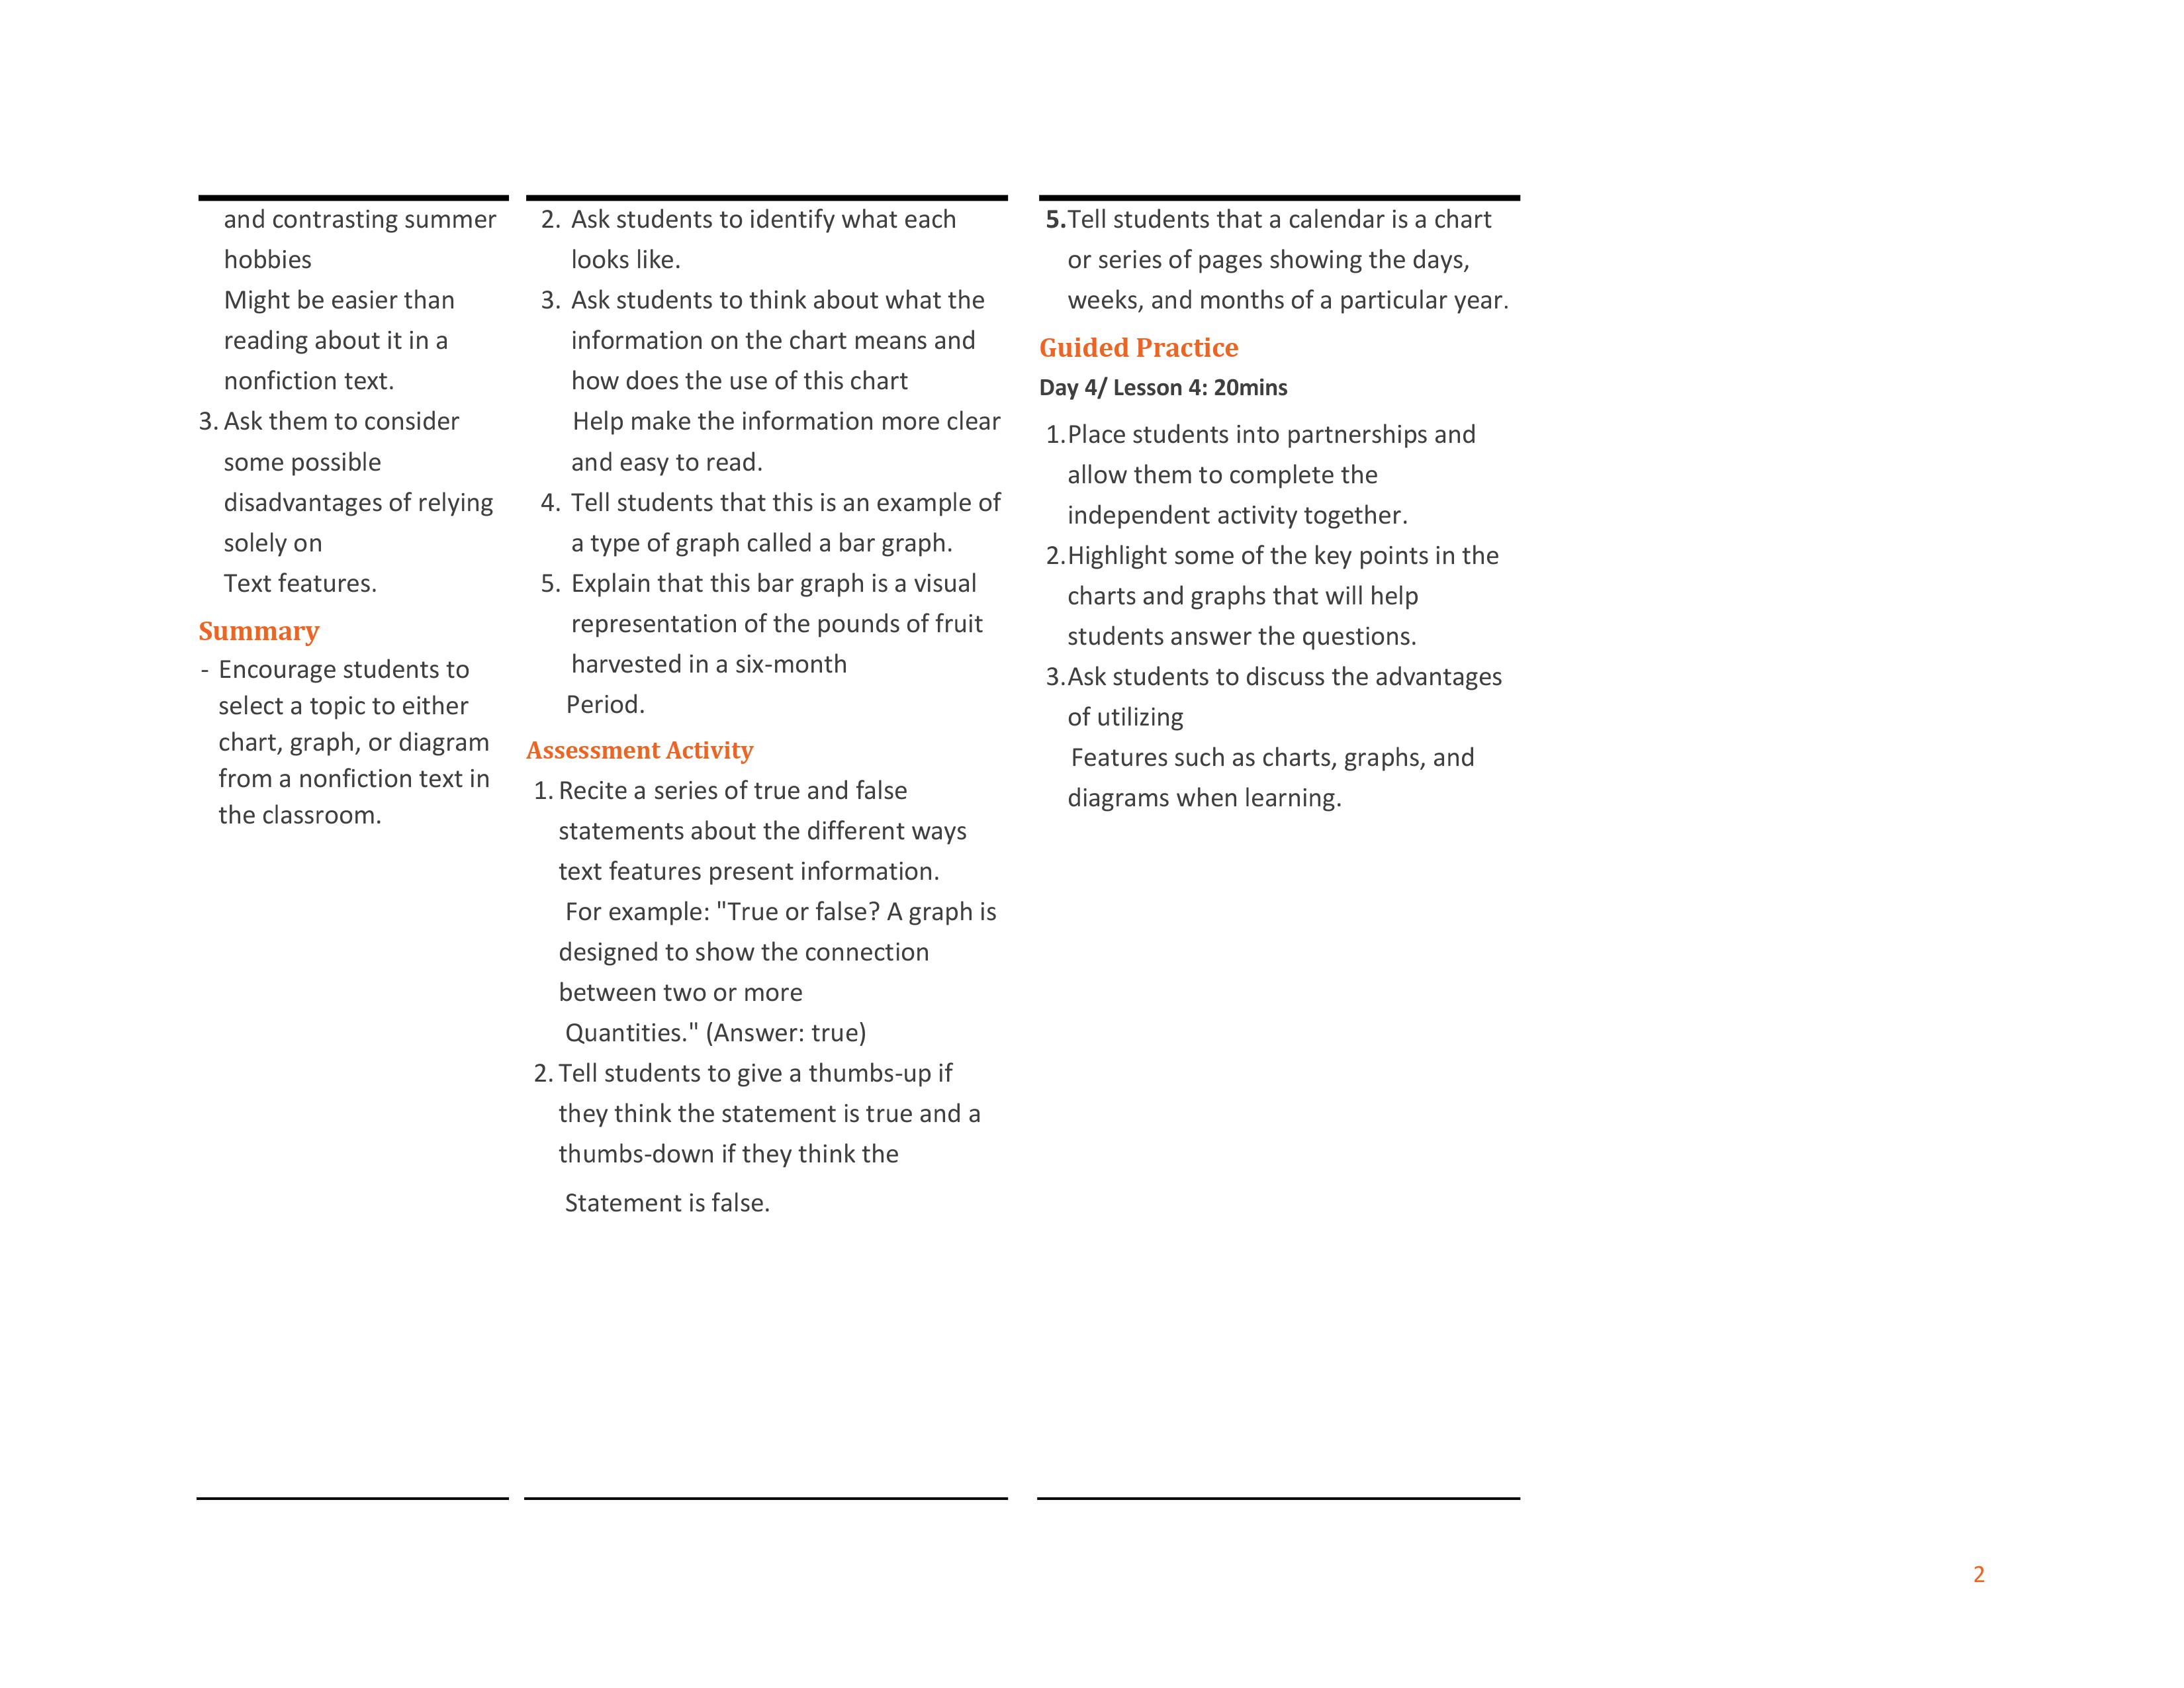 and contrasting summer
hobbies
Might be easier than
reading about it in a
nonfiction text.
3. Ask them to consider
some possible
disadvantages of relying
solely on
Text features.
Summary
- Encourage students to
select a topic to either
chart, graph, or diagram
from a nonfiction text in
the classroom.
2. Ask students to identify what each
looks like.
3. Ask students to think about what the
information on the chart means and
how does the use of this chart
Help make the information more clear
and easy to read.
4. Tell students that this is an example of
a type of graph called a bar graph.
5. Explain that this bar graph is a visual
representation of the pounds of fruit
harvested in a six-month
Period.
Assessment Activity
1. Recite a series of true and false
statements about the different ways
text features present information.
For example: "True or false? A graph is
designed to show the connection
between two or more
Quantities." (Answer: true)
2. Tell students to give a thumbs-up if
they think the statement is true and a
thumbs-down if they think the
Statement is false.
5.Tell students that a calendar is a chart
or series of pages showing the days,
weeks, and months of a particular year.
Guided Practice
Day 4/ Lesson 4: 20mins
1.Place students into partnerships and
allow them to complete the
independent activity together.
2.Highlight some of the key points in the
charts and graphs that will help
students answer the questions.
3.Ask students to discuss the advantages
of utilizing
Features such as charts, graphs, and
diagrams when learning.
2